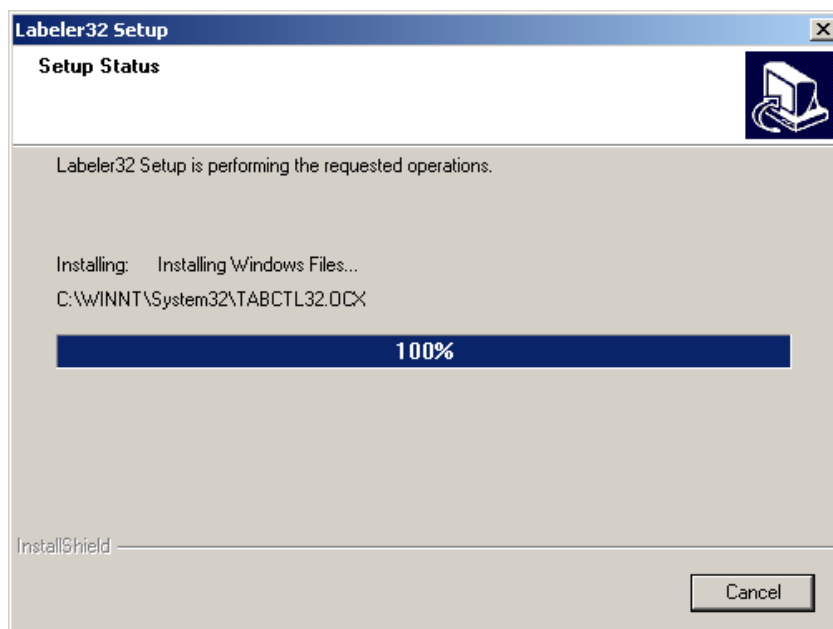 Labeler32 Setup
Setup Status
Labeler32 Setup is performing the requested operations.
Installing: Installing Windows Files...
C:\WINNT\System32\TABCTL32.OCX
100%
InstallShield
Cancel